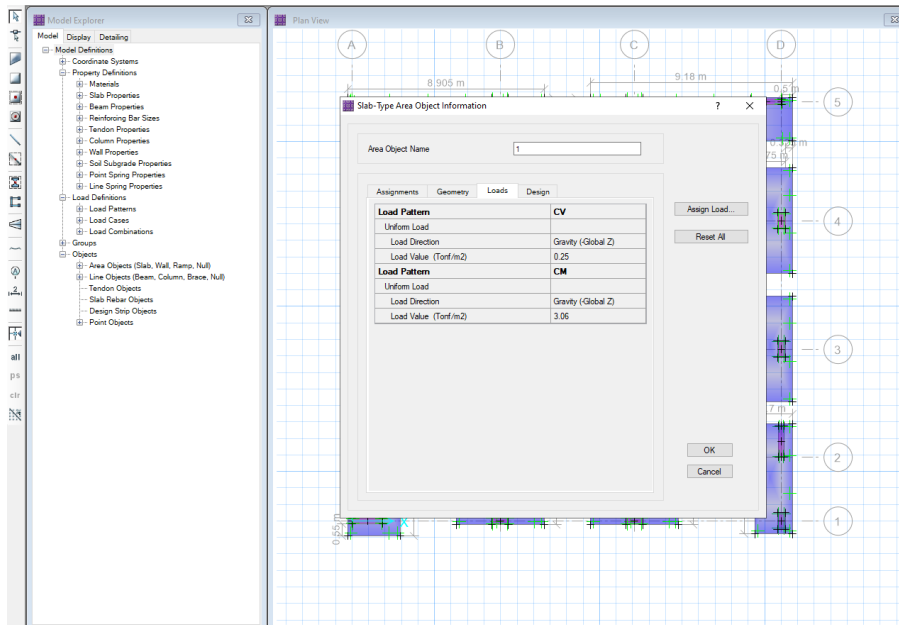 Model Explorer
Model Display Detailing
Model Definitions
Coordinate Systems
Property Definitions
Materials
Slab Properties
Beam Properties
Reinforcing Bar Sizes
Tendon Properties
Column Properties
Wall Properties
Soil Subgrade Properties
Point Spring Properties
Line Spring Properties
Load Definitions
Load Patterns
Load Cases
Load Combinations
Groups
Objects
Area Objects (Slab, Wall, Ramp, Null)
Line Objects (Beam, Column, Brace, Null)
Tendon Objects
Slab Rebar Objects
Design Strip Objects
Point Objects
all
ps
clr
Plan View
A B C D
8.905 m 9.18 m
0.5 m
5
4
3
2
1
Slab-Type Area Object Information
?
Area Object Name 1
Assignments Geometry Loads Design
Load Pattern CV
Uniform Load
Load Direction Gravity (-Global Z)
Load Value (Tonf/m2) 0.25
Load Pattern CM
Uniform Load
Load Direction Gravity (-Global Z)
Load Value (Tonf/m2) 3.06
Assign Load...
Reset All
OK
Cancel
X